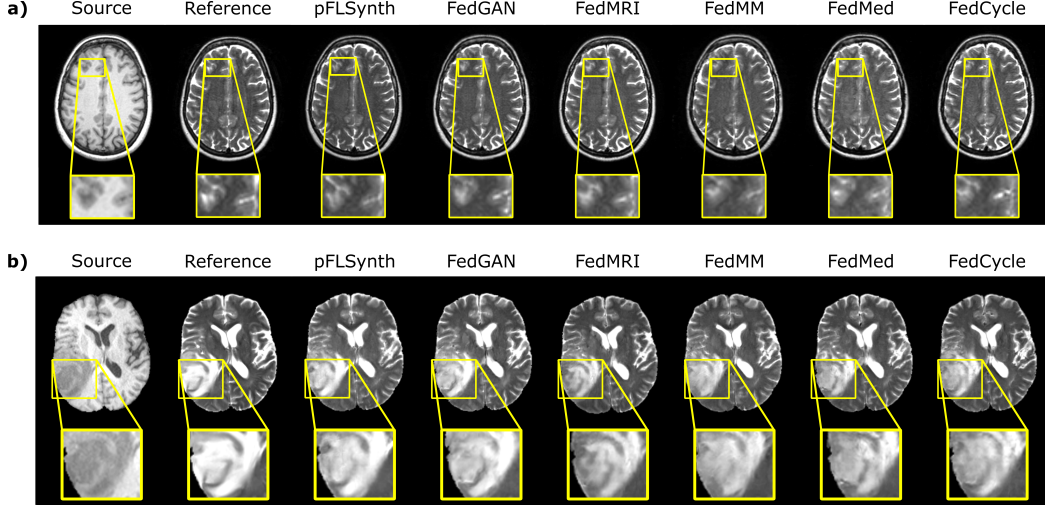 a) Source Reference pFLSynth FedGAN FedMRI FedMM FedMed FedCycle
b) Source Reference pFLSynth FedGAN FedMRI FedMM FedMed FedCycle